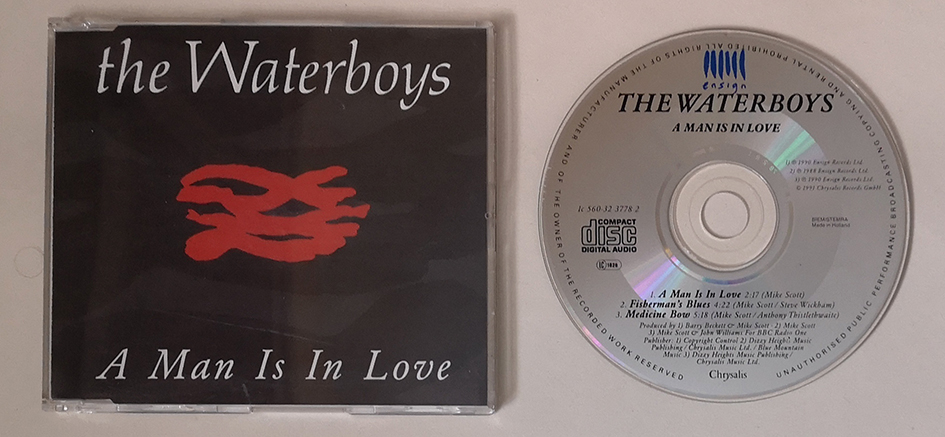 the Waterboys
A Man Is In Love
ensign
THE WATERBOYS
A MAN IS IN LOVE
1) ℗ 1990 Ensign Records Ltd.
2) ℗ 1988 Ensign Records Ltd.
3) ℗ 1990 Ensign Records Ltd.
© 1991 Chrysalis Records GmbH
1c 560-32 3778 2
BIEM/STEMRA
Made in Holland
COMPACT
disc
DIGITAL AUDIO
LC 1626
1. A Man Is In Love 2:17 (Mike Scott)
2. Fisherman's Blues 4:22 (Mike Scott / Steve Wickham)
3. Medicine Bow 5:18 (Mike Scott / Anthony Thistlethwaite)
Produced by 1) Barry Beckett & Mike Scott · 2) Mike Scott
3) Mike Scott & John Williams For BBC Radio One
Publisher: 1) Copyright Control 2) Dizzy Heights Music
Publishing / Chrysalis Music Ltd. / Blue Mountain
Music 3) Dizzy Heights Music Publishing /
Chrysalis Music Ltd.
Chrysalis
ALL RIGHTS OF THE MANUFACTURER AND OF THE OWNER OF THE RECORDED WORK RESERVED
UNAUTHORISED PUBLIC PERFORMANCE BROADCASTING COPYING AND RENTAL PROHIBITED